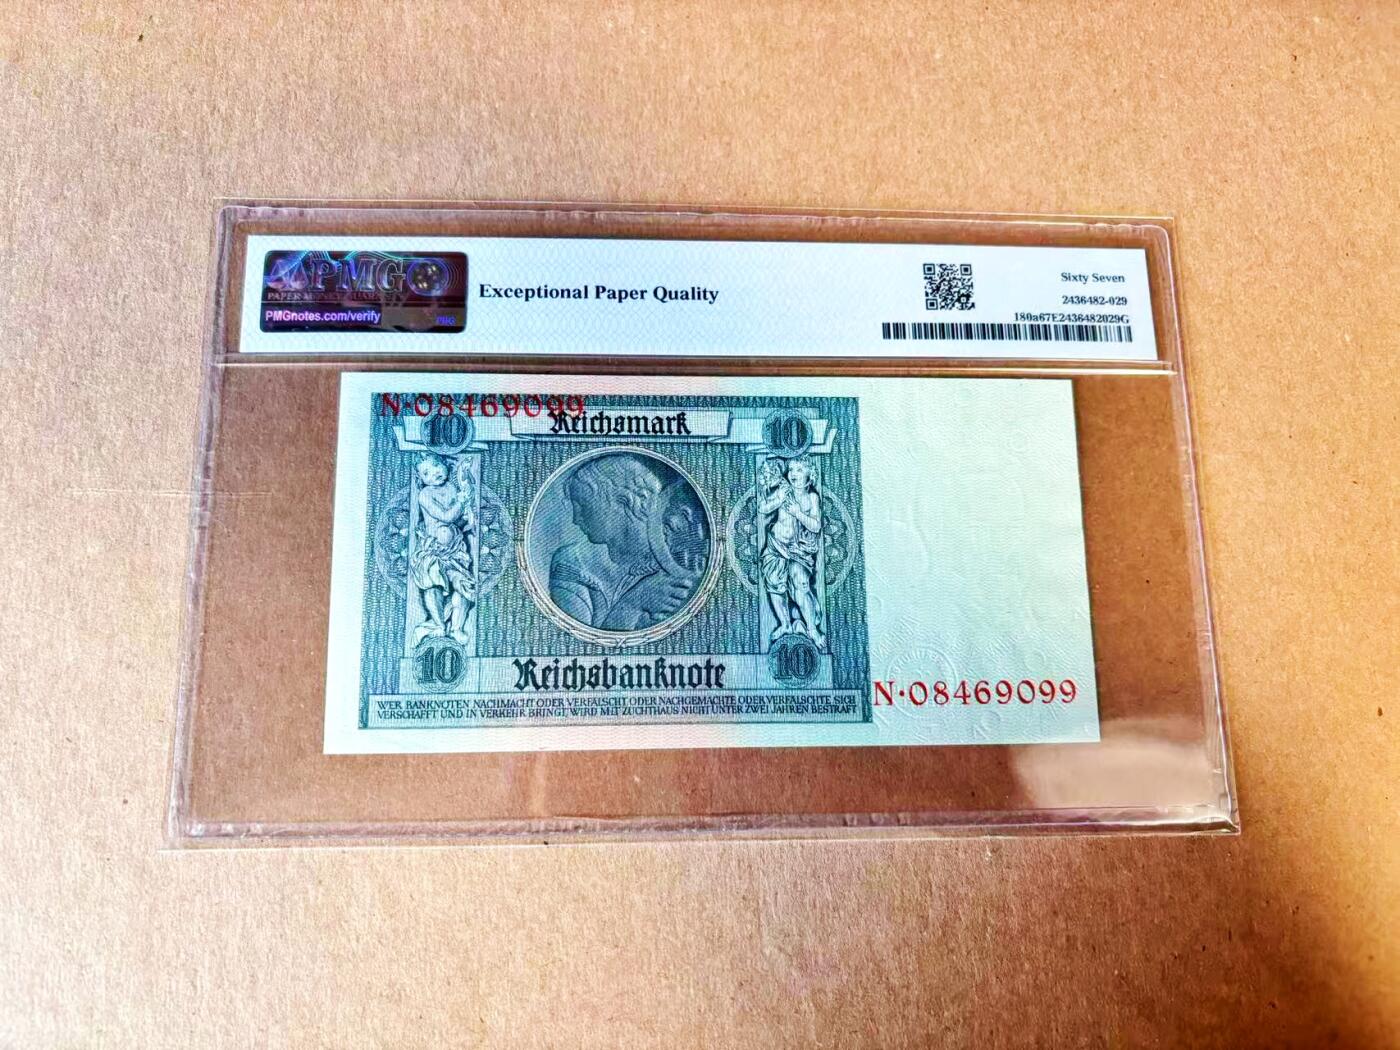 PMG
PAPER MONEY GUARANTY
PMGnotes.com/verify
PMG
Exceptional Paper Quality
Sixty Seven
2436482-029
180a67E2436482029G
N·08469099
10 Reichsmark 10
10 Reichsbanknote 10
N·08469099
WER BANKNOTEN NACHMACHT ODER VERFÄLSCHT ODER NACHGEMACHTE ODER VERFÄLSCHTE SICH
VERSCHAFFT UND IN VERKEHR BRINGT, WIRD MIT ZUCHTHAUS NICHT UNTER ZWEI JAHREN BESTRAFT